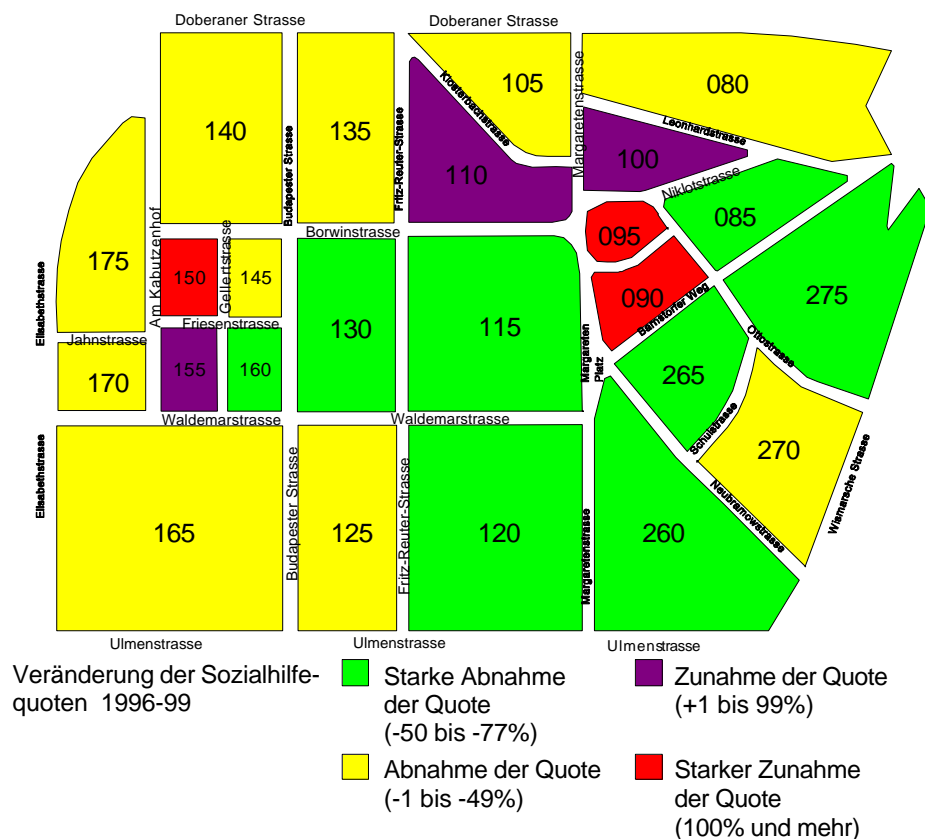 Doberaner Strasse
Doberaner Strasse
140
135
105
080
Klosterbachstrasse
Margaretenstrasse
Leonhardstrasse
110
100
Budapester Strasse
Fritz-Reuter-Strasse
Niklotstrasse
085
Borwinstrasse
095
175
Am Kabutzenhof
150
Gellertstrasse
145
090
Barnstorfer Weg
275
Elisabethstrasse
Friesenstrasse
130
115
Jahnstrasse
170
155
160
Margareten
Platz
265
Ottostrasse
Waldemarstrasse
Waldemarstrasse
Schulstrasse
270
Elisabethstrasse
165
Budapester Strasse
125
Fritz-Reuter-Strasse
120
Margaretenstrasse
260
Neubramowstrasse
Wismarsche Strasse
Ulmenstrasse
Ulmenstrasse
Ulmenstrasse
Veränderung der Sozialhilfe-
quoten 1996-99
Starke Abnahme
der Quote
(-50 bis -77%)
Zunahme der Quote
(+1 bis 99%)
Abnahme der Quote
(-1 bis -49%)
Starker Zunahme
der Quote
(100% und mehr)